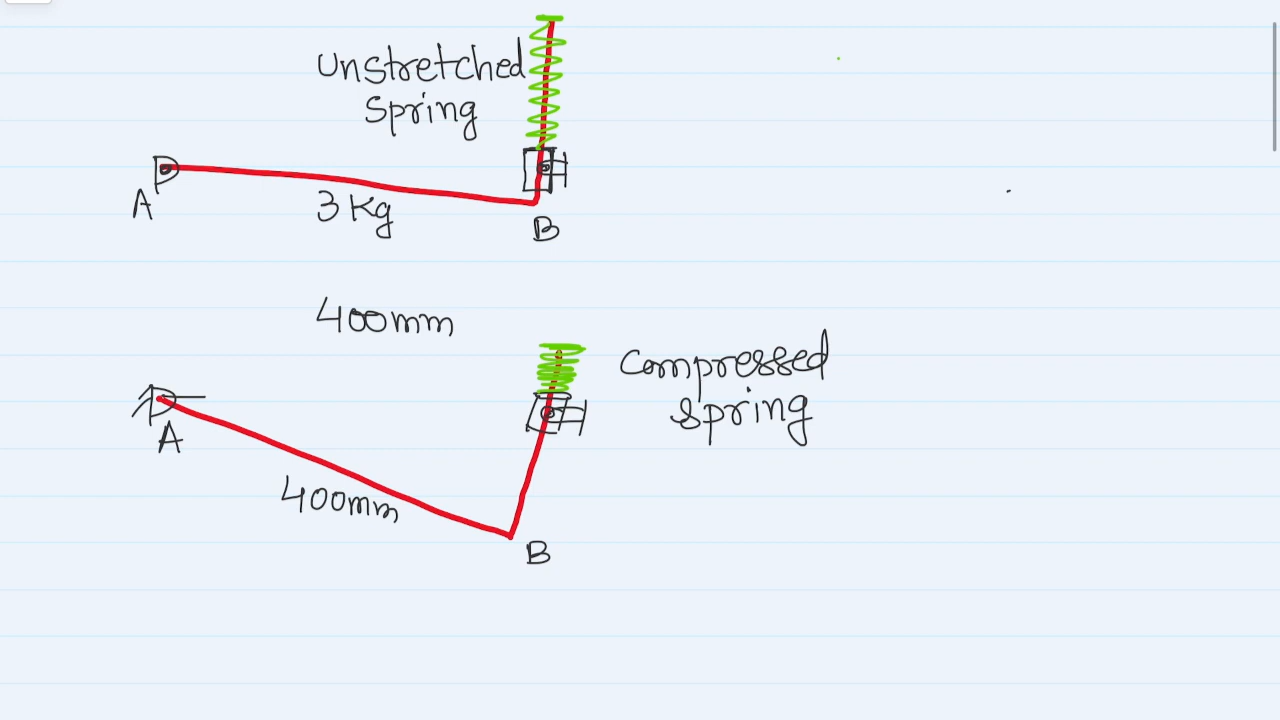 Unstretched
Spring
A
3 Kg
B
400mm
Compressed
Spring
A
400mm
B